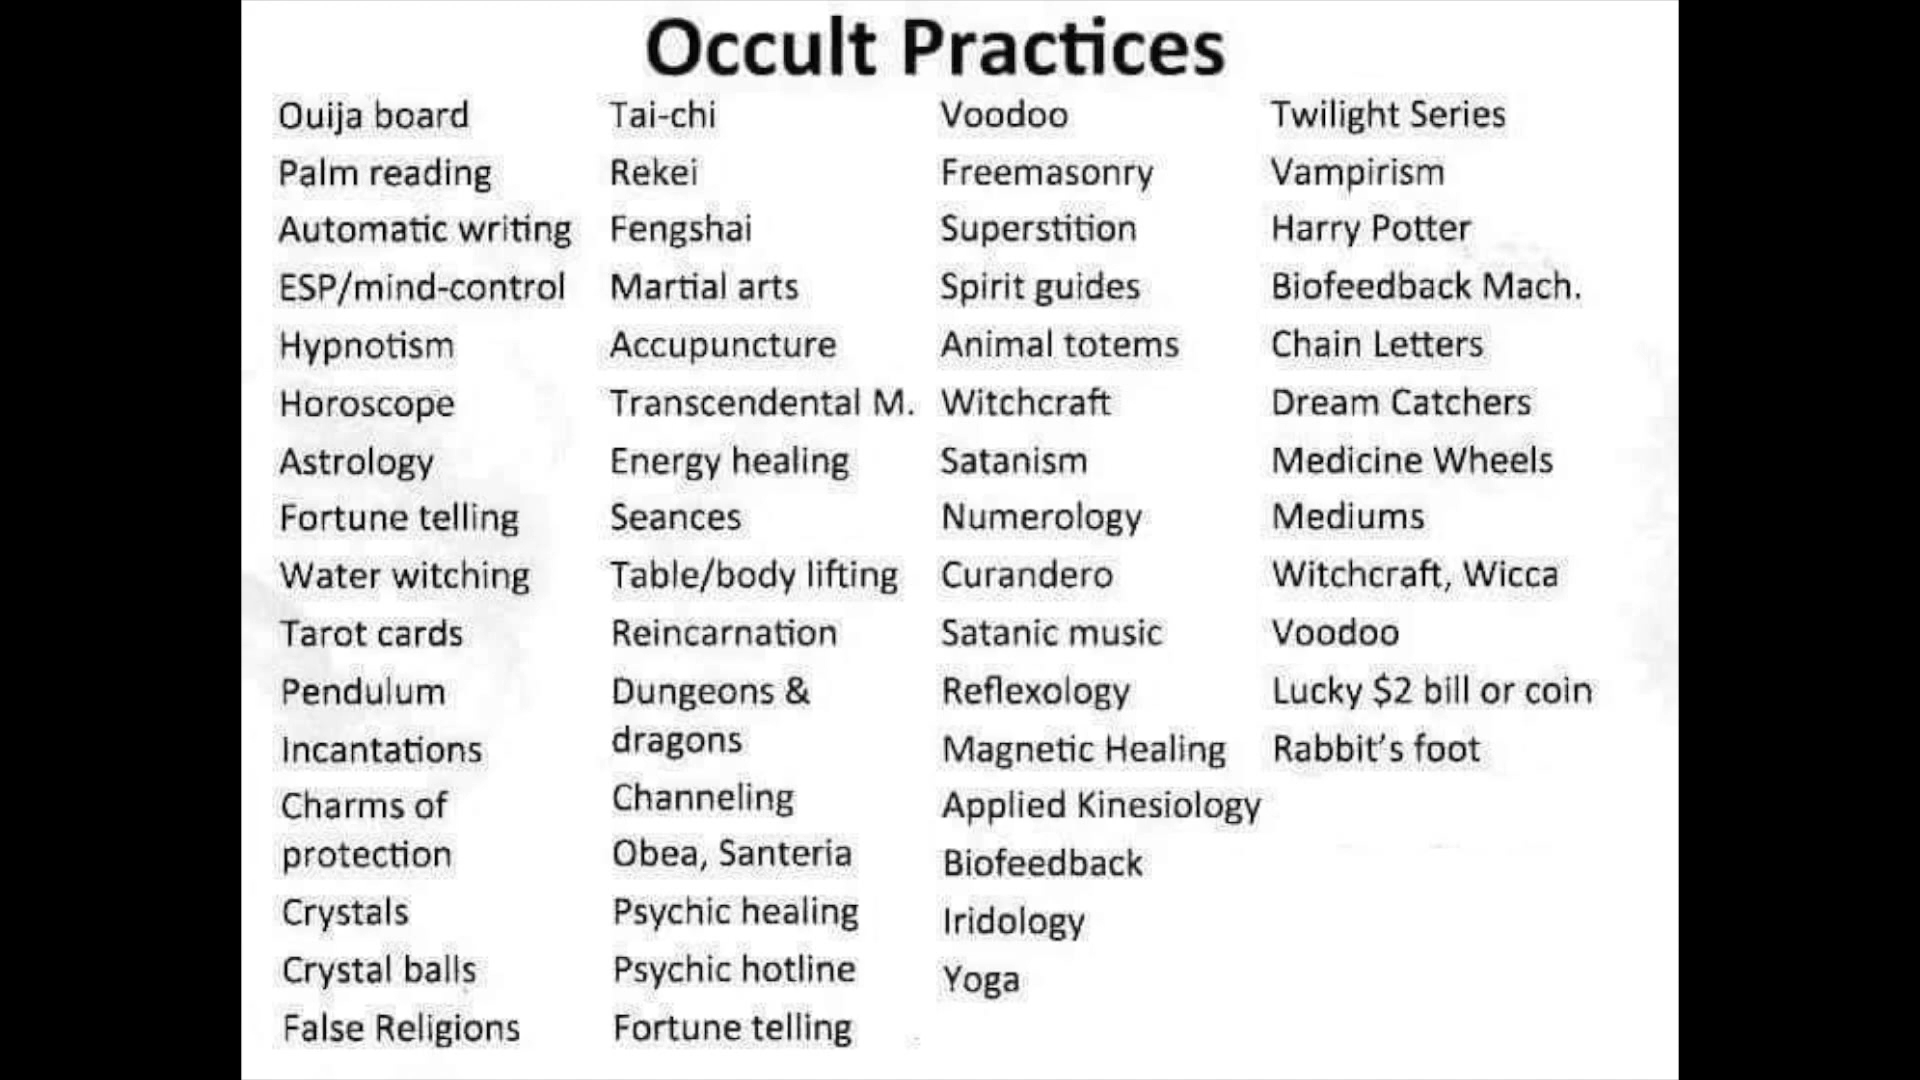 Occult Practices
Ouija board
Palm reading
Automatic writing
ESP/mind-control
Hypnotism
Horoscope
Astrology
Fortune telling
Water witching
Tarot cards
Pendulum
Incantations
Charms of
protection
Crystals
Crystal balls
False Religions
Tai-chi
Rekei
Fengshai
Martial arts
Accupuncture
Transcendental M.
Energy healing
Seances
Table/body lifting
Reincarnation
Dungeons &
dragons
Channeling
Obea, Santeria
Psychic healing
Psychic hotline
Fortune telling
Voodoo
Freemasonry
Superstition
Spirit guides
Animal totems
Witchcraft
Satanism
Numerology
Curandero
Satanic music
Reflexology
Magnetic Healing
Applied Kinesiology
Biofeedback
Iridology
Yoga
Twilight Series
Vampirism
Harry Potter
Biofeedback Mach.
Chain Letters
Dream Catchers
Medicine Wheels
Mediums
Witchcraft, Wicca
Voodoo
Lucky $2 bill or coin
Rabbit's foot